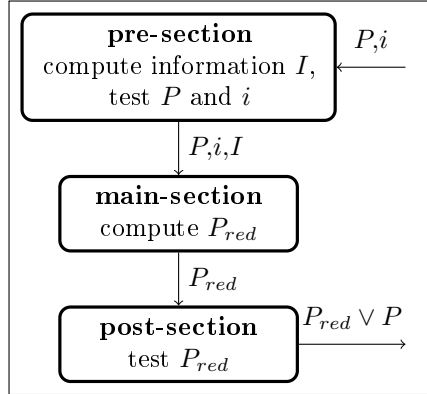 pre-section
compute information I,
test P and i
P,i
P,i,I
main-section
compute P_red
P_red
post-section
test P_red
P_red ∨ P